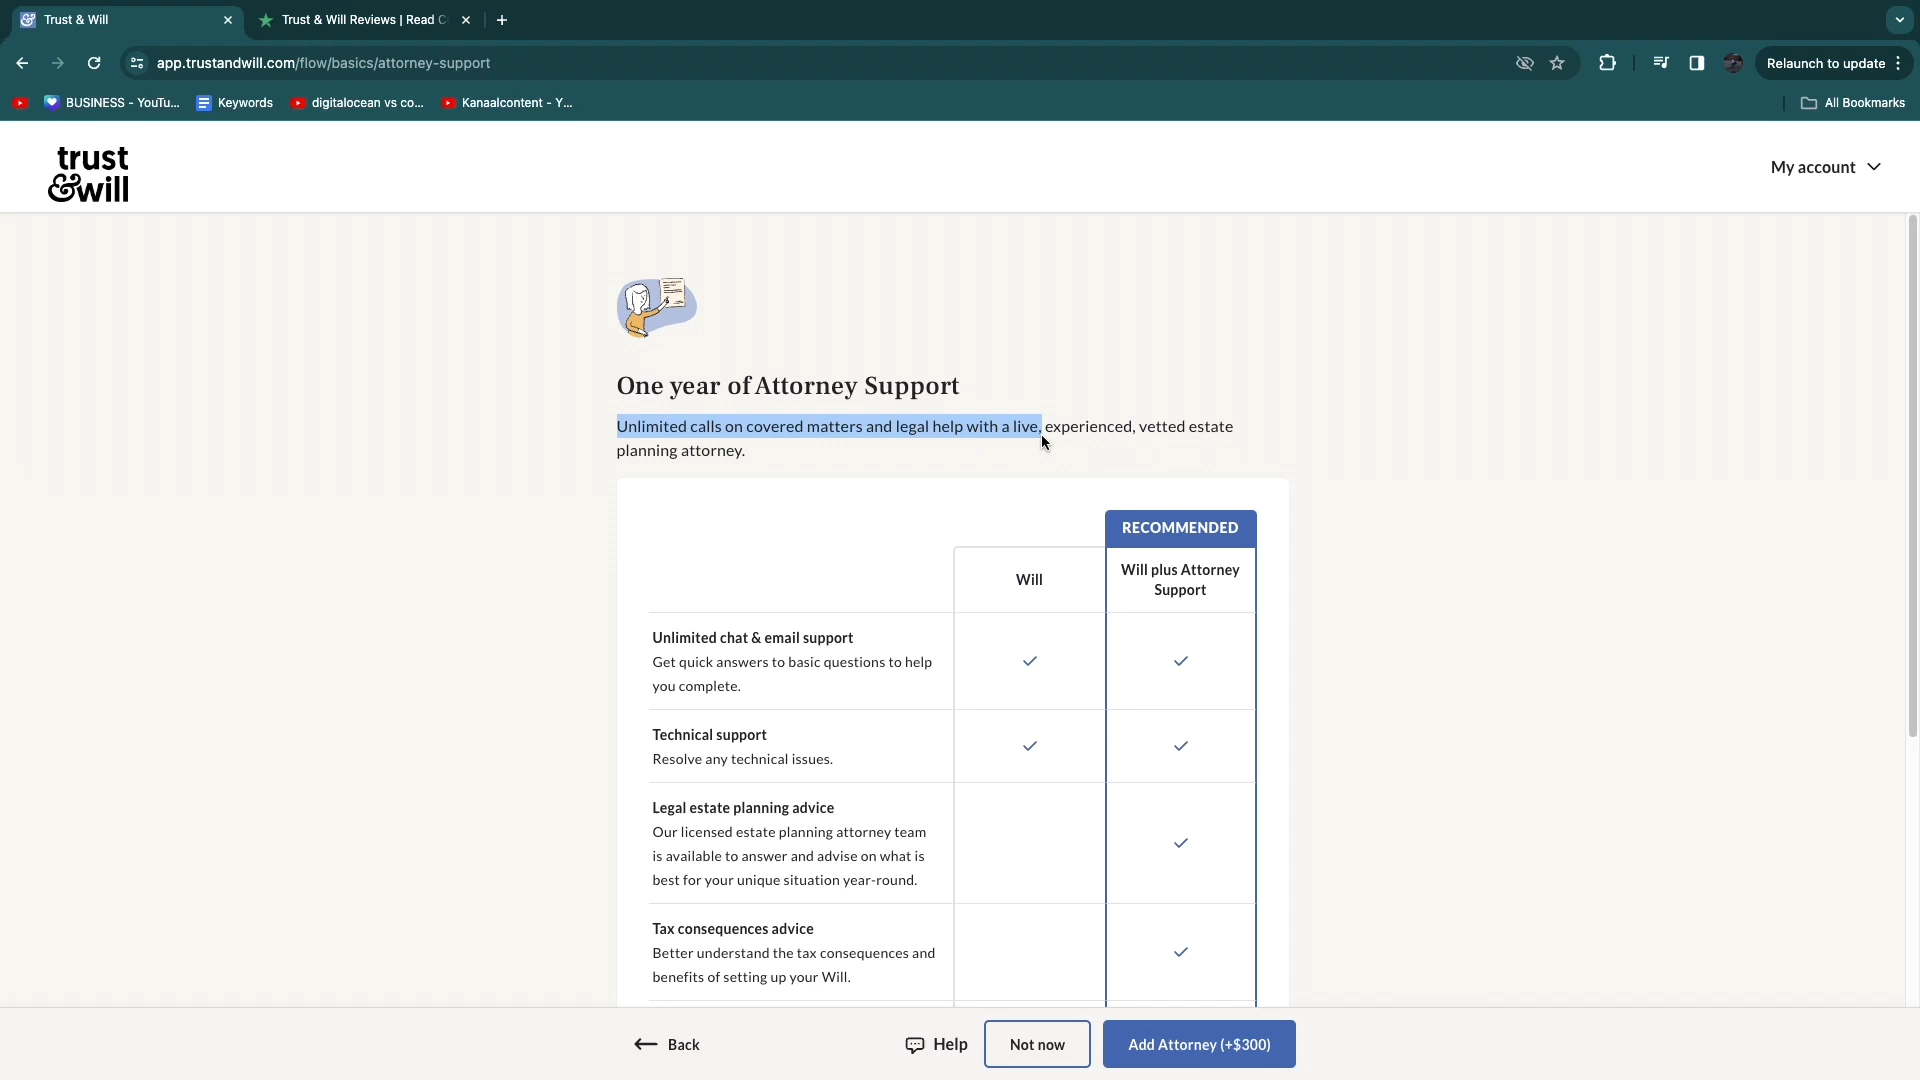 Trust & Will
Trust & Will Reviews | Read C
app.trustandwill.com/flow/basics/attorney-support
Relaunch to update
BUSINESS - YouTu...
Keywords
digitalocean vs co...
Kanaalcontent - Y...
All Bookmarks
trust
&will
My account
One year of Attorney Support
Unlimited calls on covered matters and legal help with a live, experienced, vetted estate
planning attorney.
RECOMMENDED
Will
Will plus Attorney
Support
Unlimited chat & email support
Get quick answers to basic questions to help
you complete.
Technical support
Resolve any technical issues.
Legal estate planning advice
Our licensed estate planning attorney team
is available to answer and advise on what is
best for your unique situation year-round.
Tax consequences advice
Better understand the tax consequences and
benefits of setting up your Will.
Back
Help
Not now
Add Attorney (+$300)